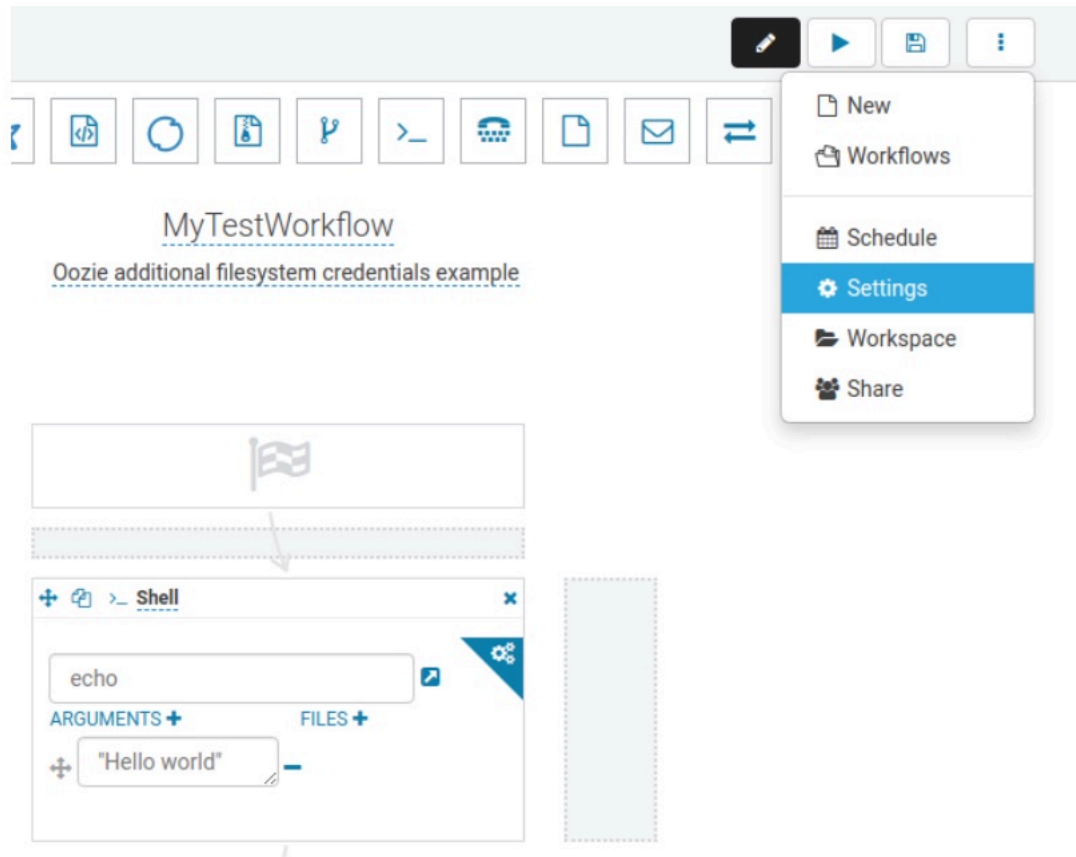 New
Workflows
MyTestWorkflow
Schedule
Oozie additional filesystem credentials example
Settings
Workspace
Share
>_ Shell
echo
ARGUMENTS + FILES +
"Hello world"